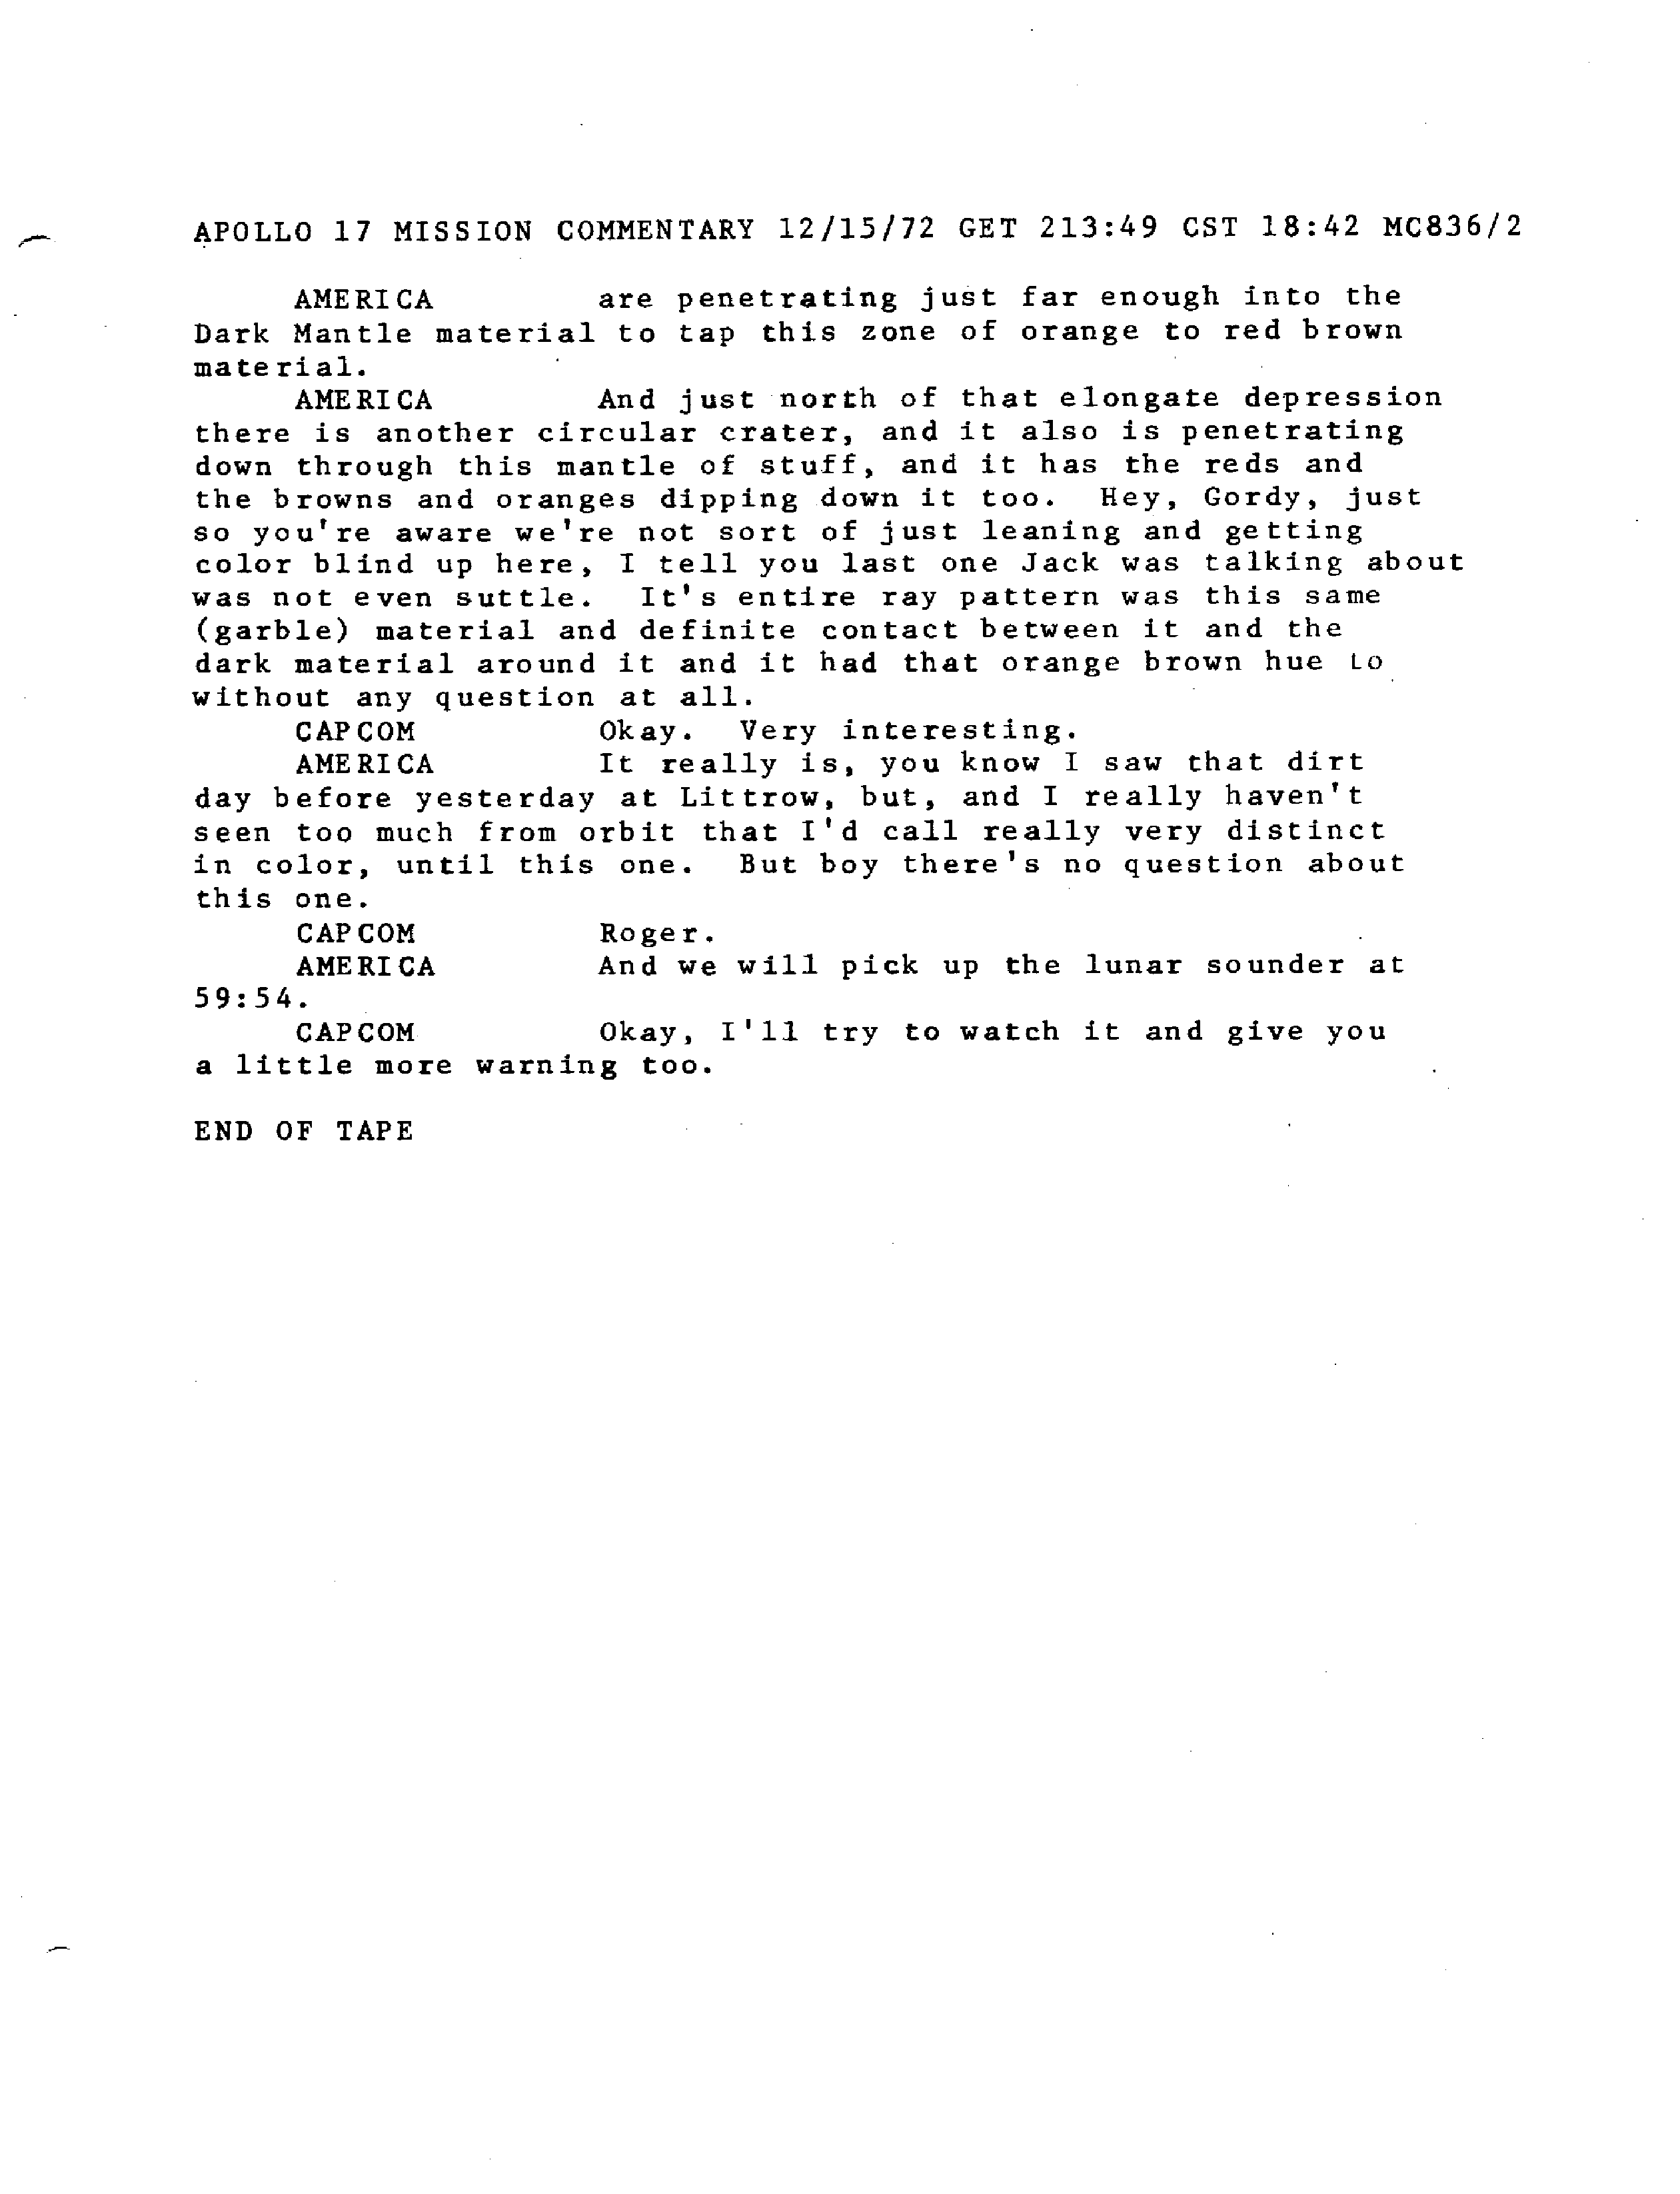 APOLLO 17 MISSION COMMENTARY 12/15/72 GET 213:49 CST 18:42 MC836/2
AMERICA are penetrating just far enough into the
Dark Mantle material to tap this zone of orange to red brown
material.
AMERICA And just north of that elongate depression
there is another circular crater, and it also is penetrating
down through this mantle of stuff, and it has the reds and
the browns and oranges dipping down it too. Hey, Gordy, just
so you're aware we're not sort of just leaning and getting
color blind up here, I tell you last one Jack was talking about
was not even suttle. It's entire ray pattern was this same
(garble) material and definite contact between it and the
dark material around it and it had that orange brown hue to
without any question at all.
CAPCOM Okay. Very interesting.
AMERICA It really is, you know I saw that dirt
day before yesterday at Littrow, but, and I really haven't
seen too much from orbit that I'd call really very distinct
in color, until this one. But boy there's no question about
this one.
CAPCOM Roger.
AMERICA And we will pick up the lunar sounder at
59:54.
CAPCOM Okay, I'll try to watch it and give you
a little more warning too.
END OF TAPE